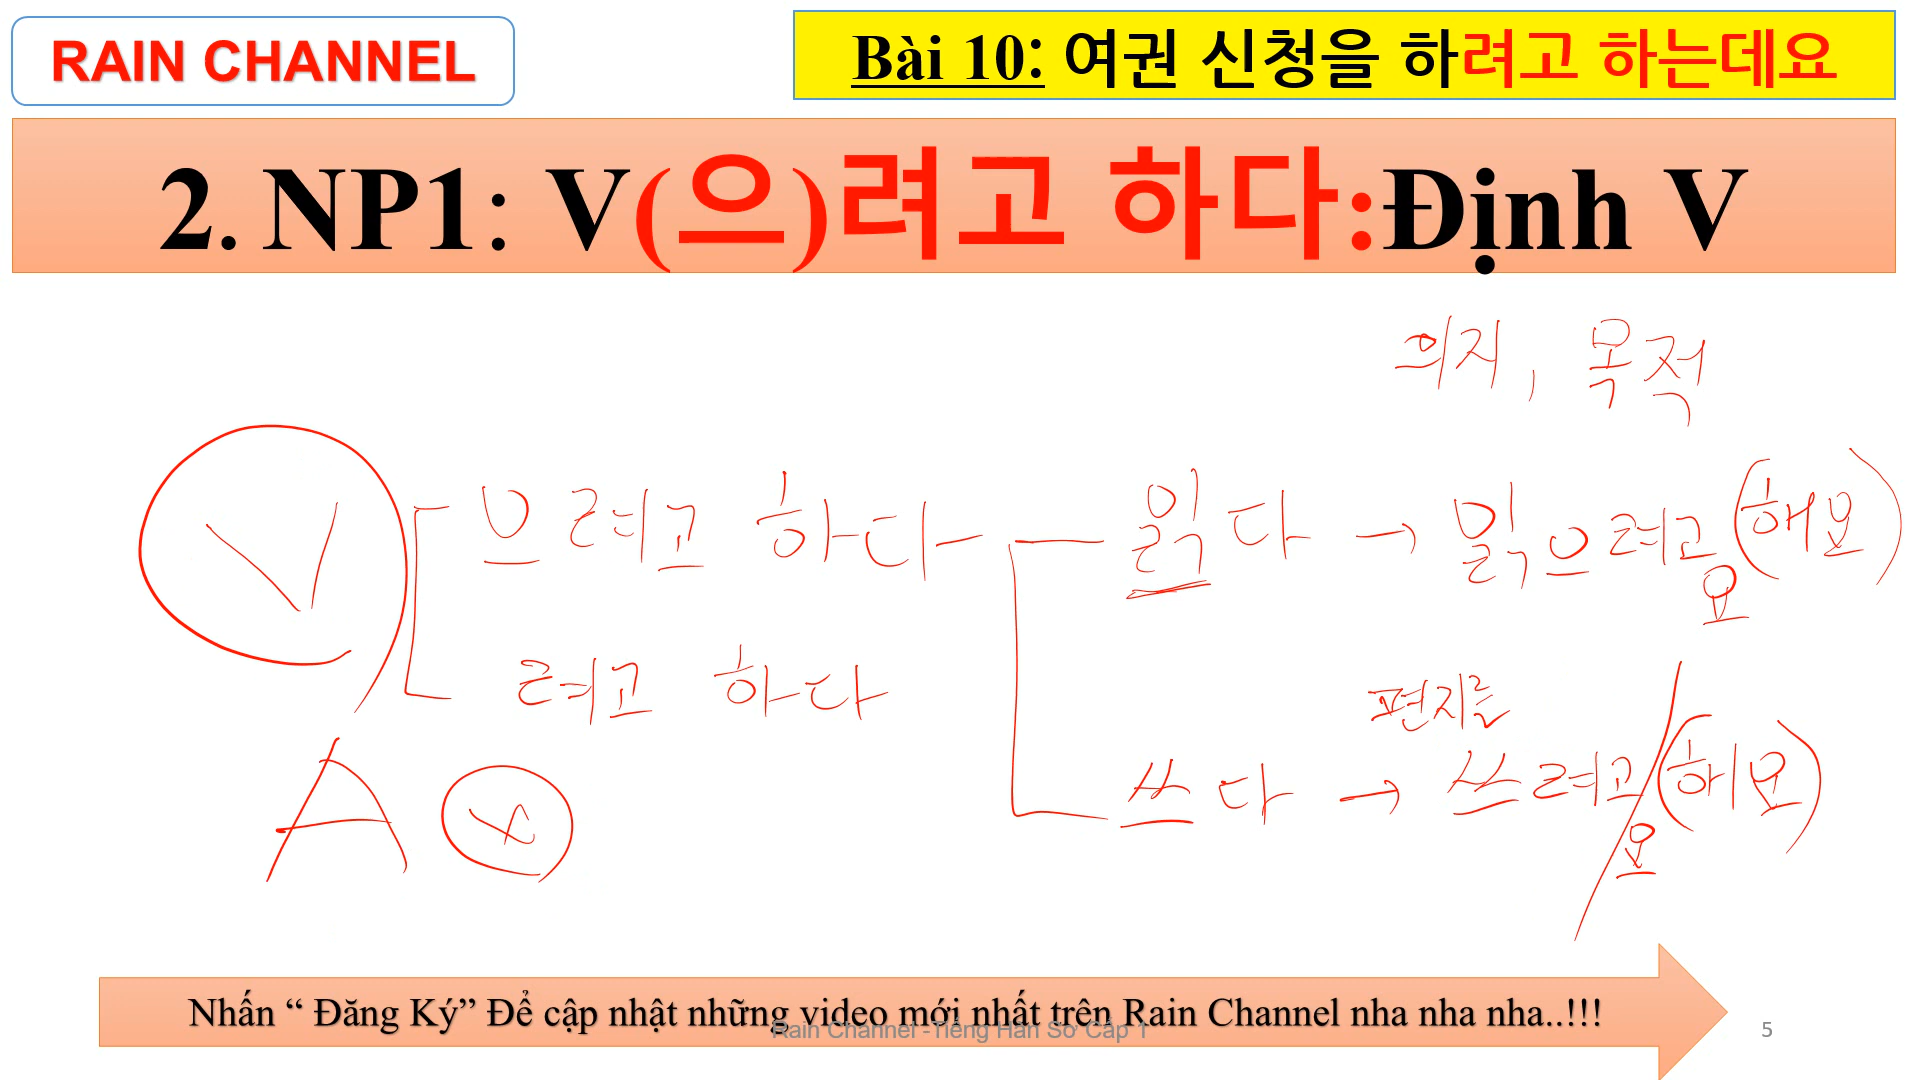 RAIN CHANNEL
Bài 10: 여권 신청을 하려고 하는데요
2. NP1: V(으)려고 하다:Định V
의지, 목적
V 으려고 하다 읽다 → 읽으려고 (해요)
요
려고 하다
편지를
쓰다 → 쓰려고 (해요)
요
A x
Nhấn “ Đăng Ký” Để cập nhật những video mới nhất trên Rain Channel nha nha nha..!!!
Rain Channel -Tiếng Hàn Sơ Cấp 1
5